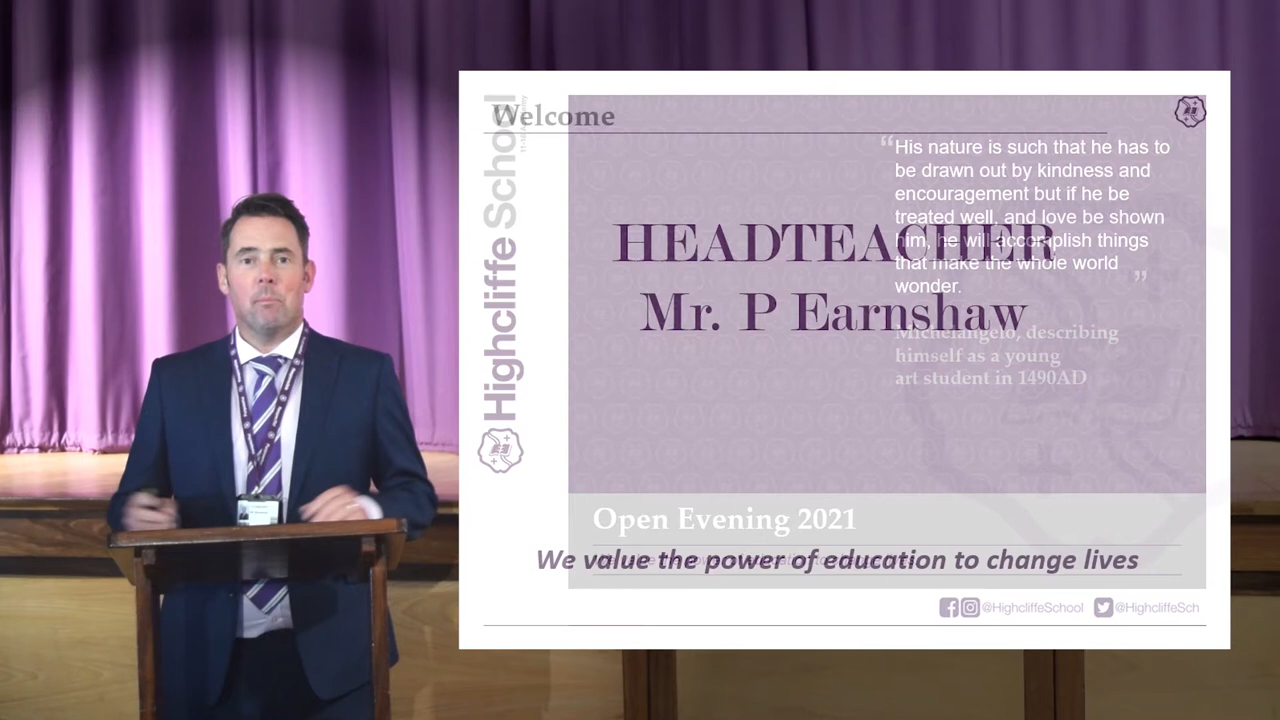 Welcome
Highcliffe School
11-18 Academy
“His nature is such that he has to
be drawn out by kindness and
encouragement but if he be
treated well, and love be shown
him, he will accomplish things
that make the whole world
wonder.”
HEADTEACHER
Mr. P Earnshaw
Michelangelo, describing
himself as a young
art student in 1490AD
Open Evening 2021
We value the power of education to change lives
@HighcliffeSchool @HighcliffeSch